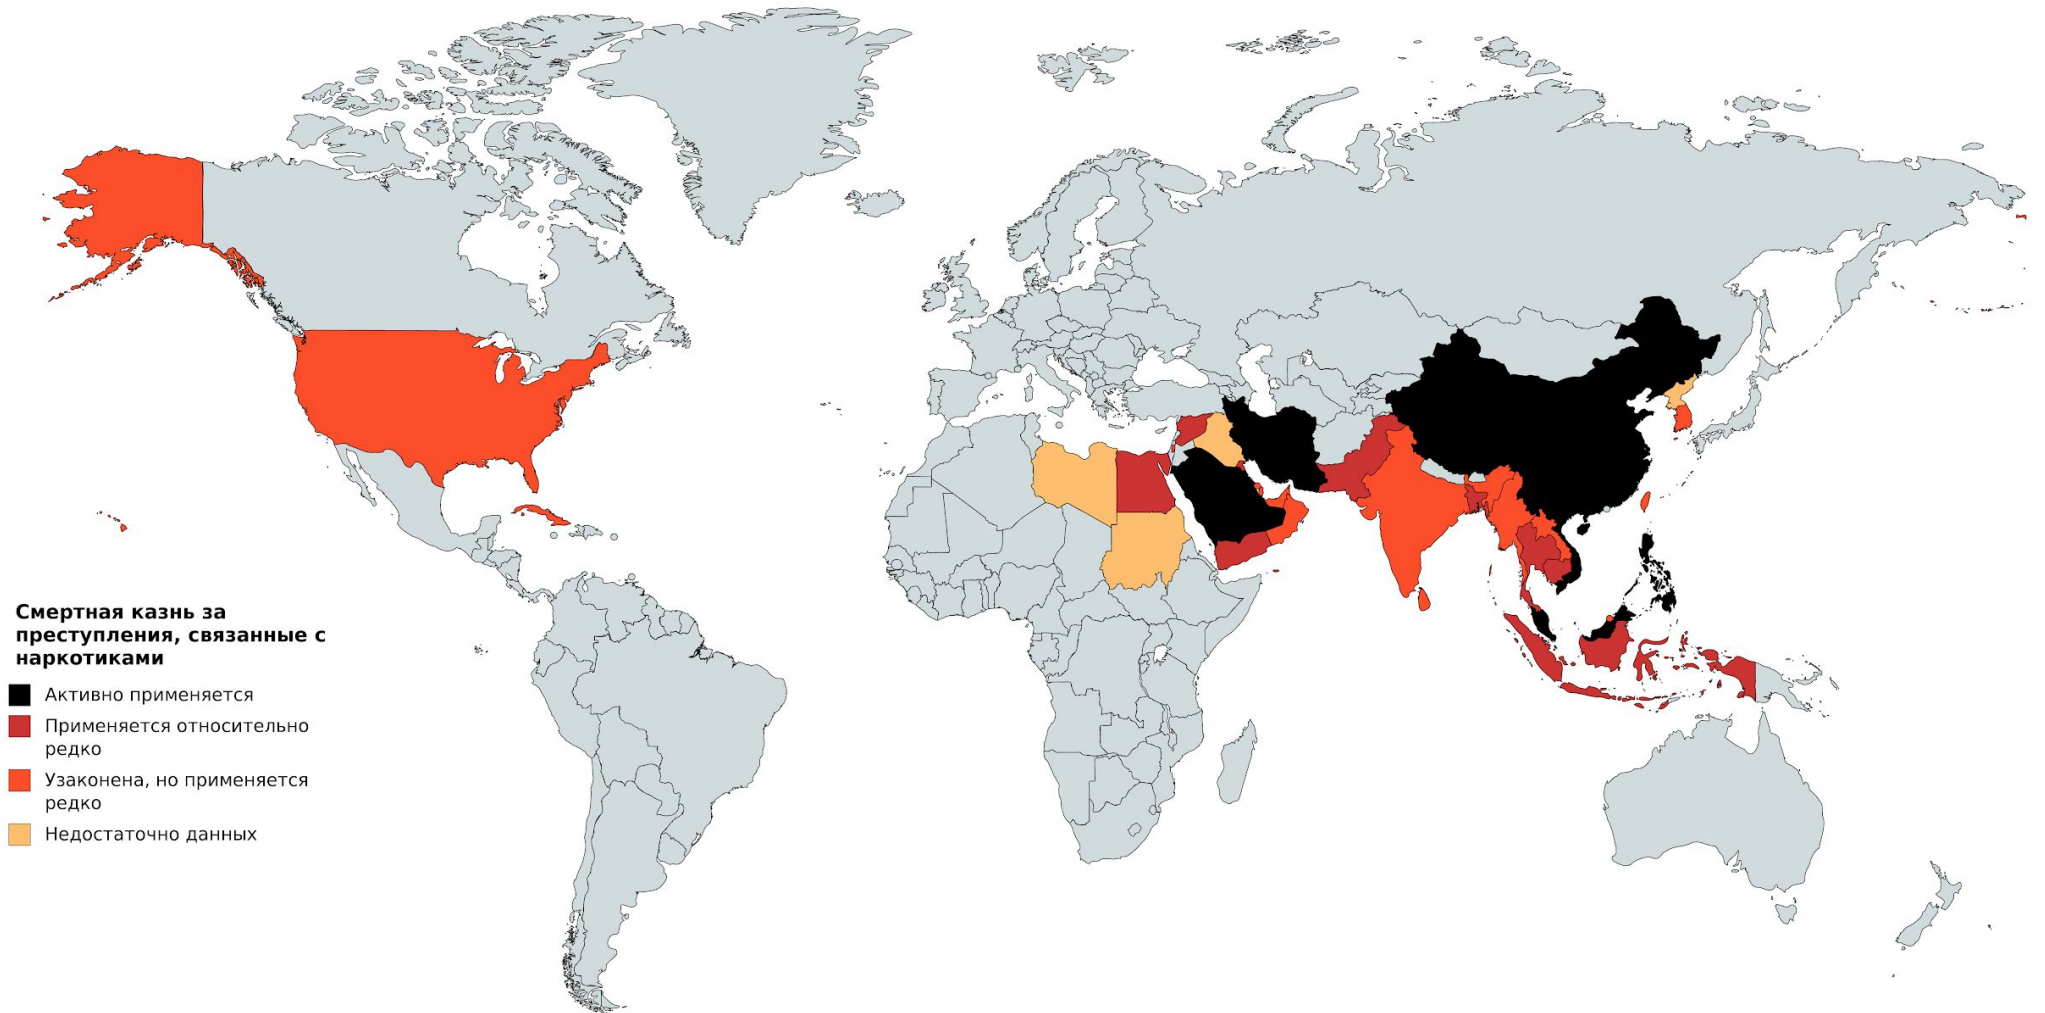 Смертная казнь за
преступления, связанные с
наркотиками
Активно применяется
Применяется относительно
редко
Узаконена, но применяется
редко
Недостаточно данных